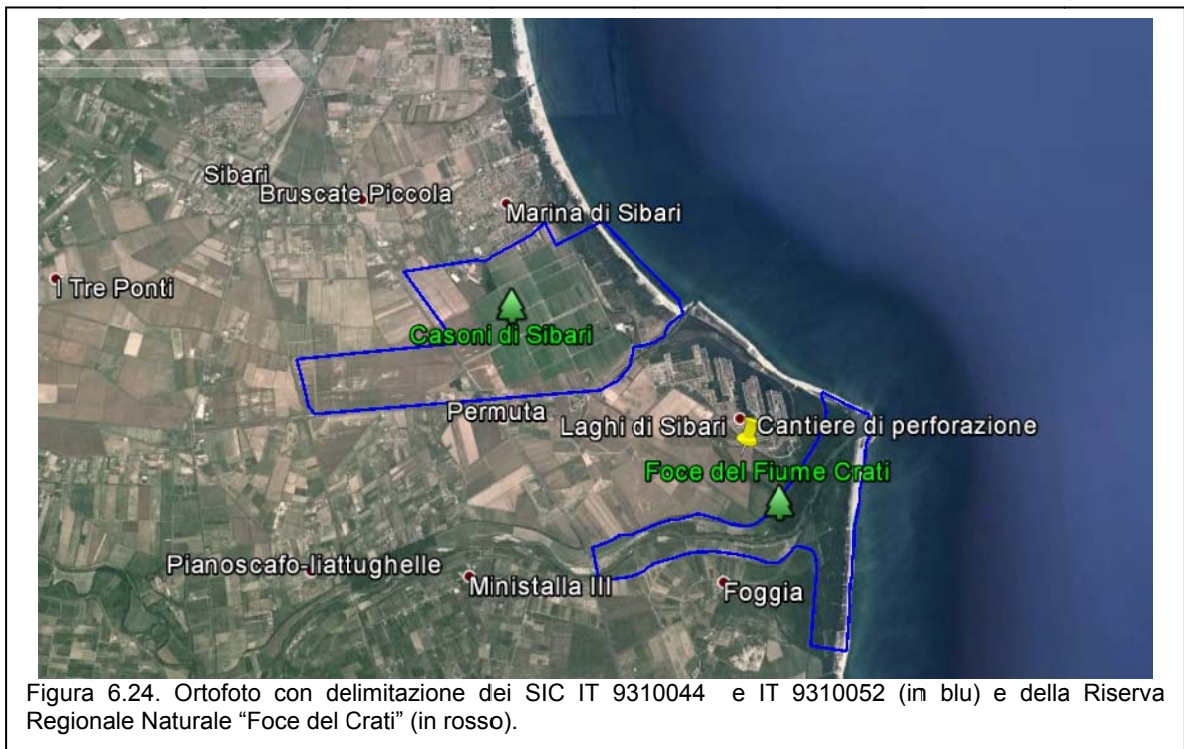 Sibari
Bruscate Piccola
Marina di Sibari
I Tre Ponti
Casoni di Sibari
Permuta
Laghi di Sibari
Cantiere di perforazione
Foce del Fiume Crati
Pianoscafo-Iiattughelle
Ministalla III
Foggia
Figura 6.24. Ortofoto con delimitazione dei SIC IT 9310044 e IT 9310052 (in blu) e della Riserva
Regionale Naturale “Foce del Crati” (in rosso).